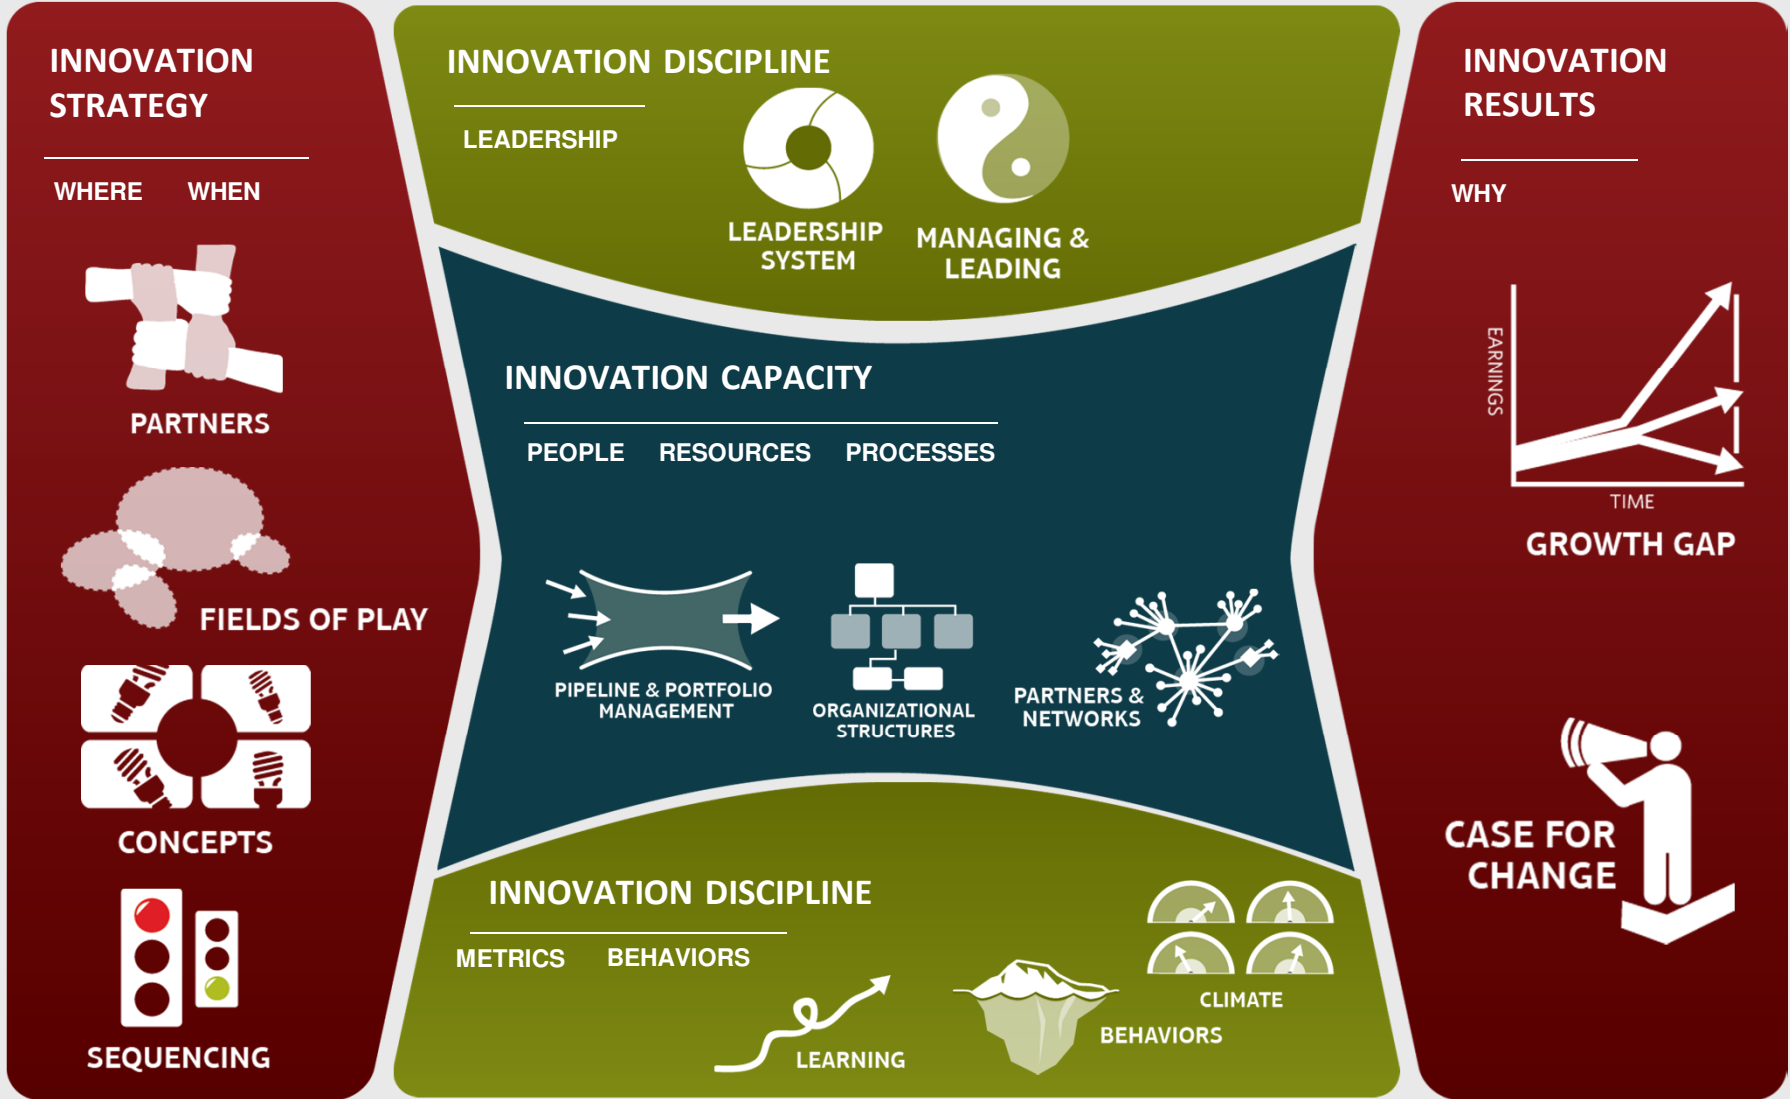 INNOVATION
STRATEGY
WHERE WHEN
PARTNERS
FIELDS OF PLAY
CONCEPTS
SEQUENCING
INNOVATION DISCIPLINE
LEADERSHIP
LEADERSHIP
SYSTEM
MANAGING &
LEADING
INNOVATION CAPACITY
PEOPLE RESOURCES PROCESSES
PIPELINE & PORTFOLIO
MANAGEMENT
ORGANIZATIONAL
STRUCTURES
PARTNERS &
NETWORKS
INNOVATION DISCIPLINE
METRICS BEHAVIORS
LEARNING
BEHAVIORS
CLIMATE
INNOVATION
RESULTS
WHY
EARNINGS
TIME
GROWTH GAP
CASE FOR
CHANGE